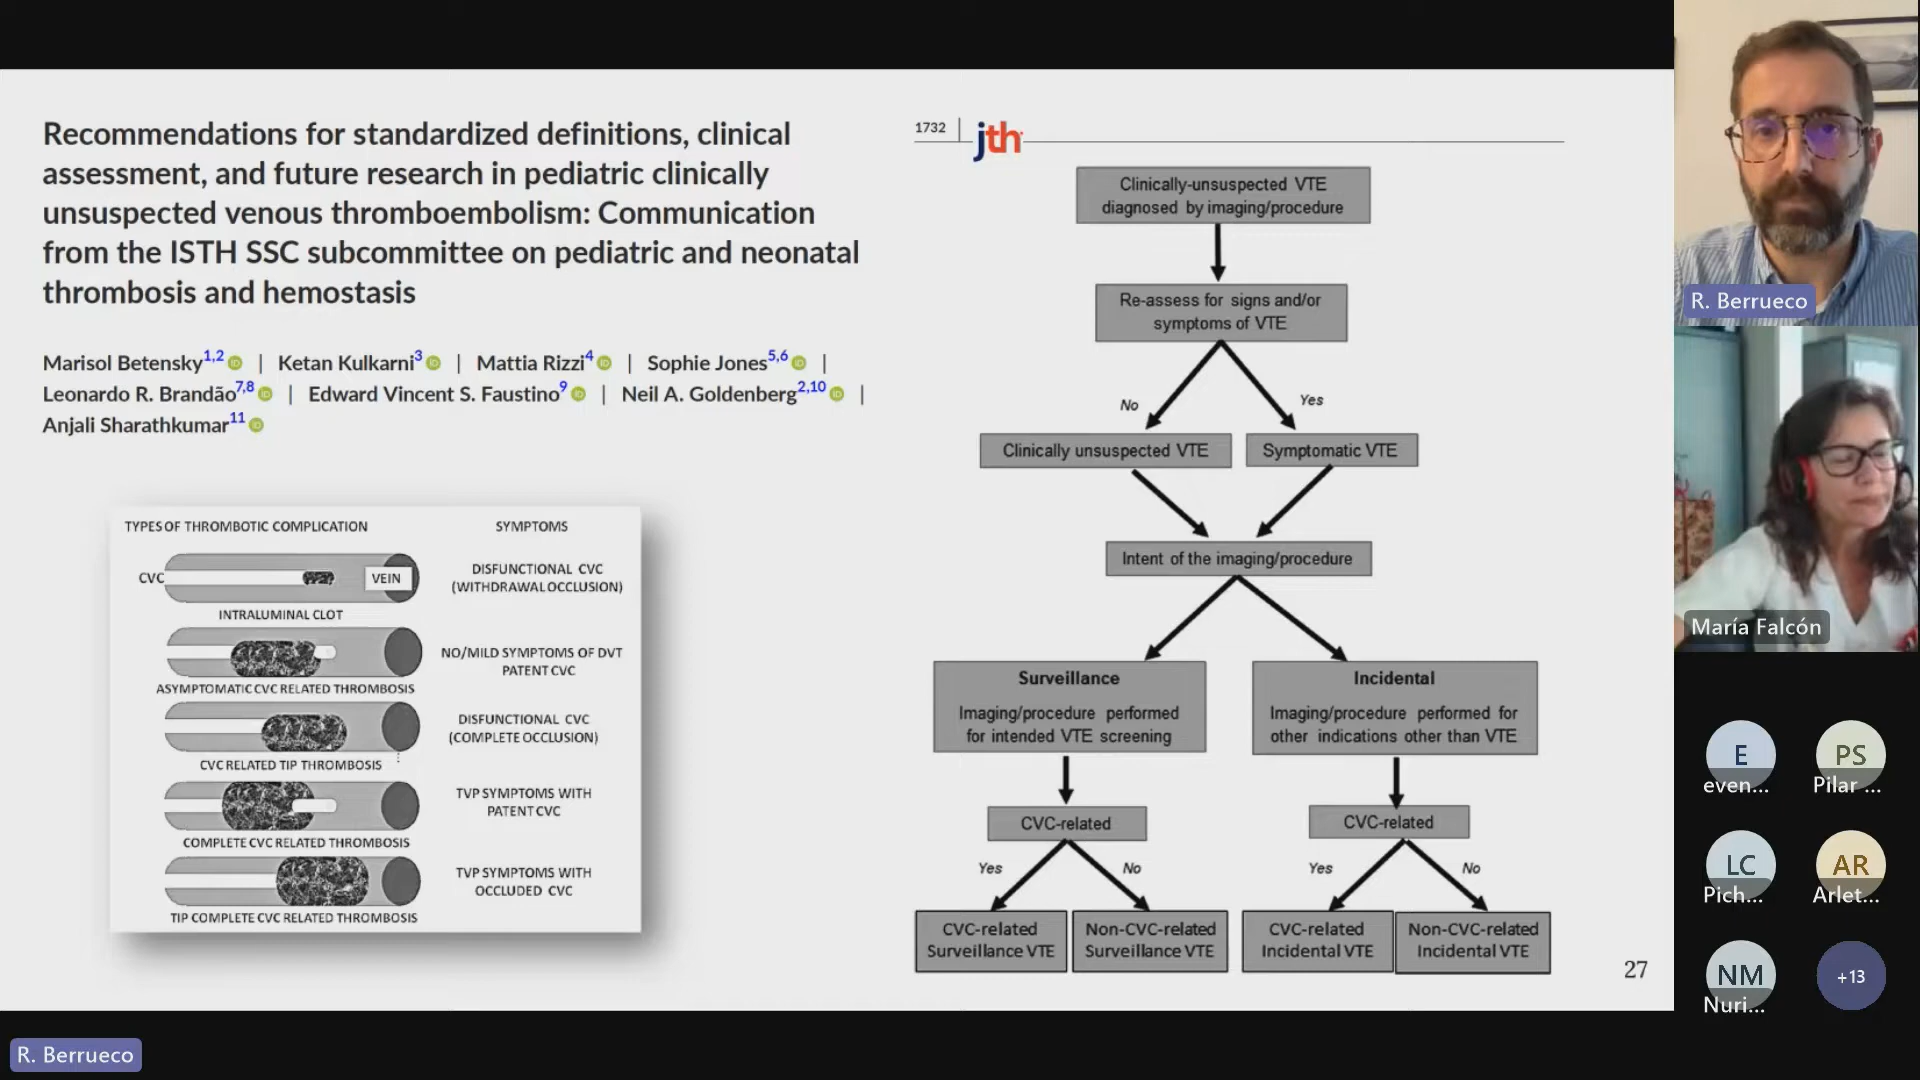 Recommendations for standardized definitions, clinical
assessment, and future research in pediatric clinically
unsuspected venous thromboembolism: Communication
from the ISTH SSC subcommittee on pediatric and neonatal
thrombosis and hemostasis
Marisol Betensky1,2 | Ketan Kulkarni3 | Mattia Rizzi4 | Sophie Jones5,6 |
Leonardo R. Brandão7,8 | Edward Vincent S. Faustino9 | Neil A. Goldenberg2,10 |
Anjali Sharathkumar11
TYPES OF THROMBOTIC COMPLICATION
SYMPTOMS
CVC
VEIN
DISFUNCTIONAL CVC
(WITHDRAWAL OCCLUSION)
INTRALUMINAL CLOT
NO/MILD SYMPTOMS OF DVT
PATENT CVC
ASYMPTOMATIC CVC RELATED THROMBOSIS
DISFUNCTIONAL CVC
(COMPLETE OCCLUSION)
CVC RELATED TIP THROMBOSIS
TVP SYMPTOMS WITH
PATENT CVC
COMPLETE CVC RELATED THROMBOSIS
TVP SYMPTOMS WITH
OCCLUDED CVC
TIP COMPLETE CVC RELATED THROMBOSIS
1732
jth
Clinically-unsuspected VTE
diagnosed by imaging/procedure
Re-assess for signs and/or
symptoms of VTE
No
Yes
Clinically unsuspected VTE
Symptomatic VTE
Intent of the imaging/procedure
Surveillance
Imaging/procedure performed
for intended VTE screening
Incidental
Imaging/procedure performed for
other indications other than VTE
CVC-related
CVC-related
Yes
No
Yes
No
CVC-related
Surveillance VTE
Non-CVC-related
Surveillance VTE
CVC-related
Incidental VTE
Non-CVC-related
Incidental VTE
27
R. Berrueco
María Falcón
E
even...
PS
Pilar ...
LC
Pich...
AR
Arlet...
NM
Nuri...
+13
R. Berrueco